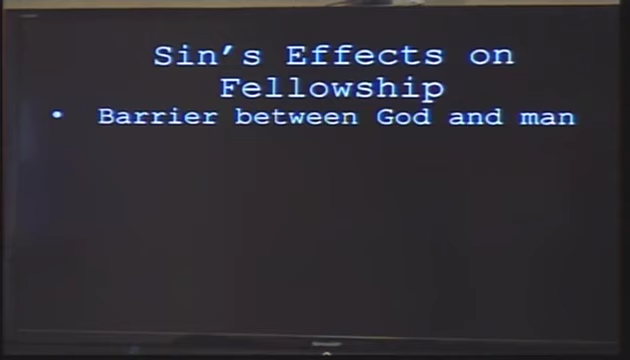 Sin's Effects on
Fellowship
• Barrier between God and man